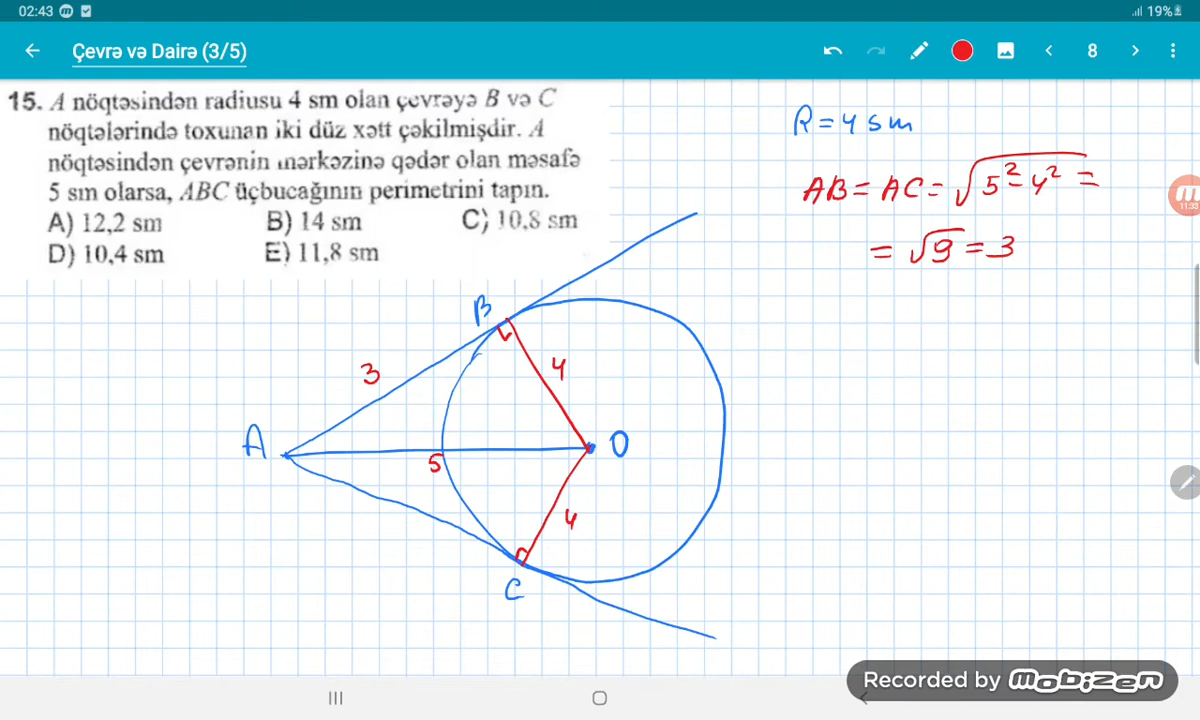 02:43
19%
Çevrə və Dairə (3/5)
8
15. A nöqtəsindən radiusu 4 sm olan çevrəyə B və C
nöqtələrində toxunan iki düz xətt çəkilmişdir. A
nöqtəsindən çevrənin mərkəzinə qədər olan məsafə
5 sm olarsa, ABC üçbucağının perimetrini tapın.
A) 12,2 sm B) 14 sm C) 10,8 sm
D) 10,4 sm E) 11,8 sm
R = 4 sm
AB = AC = √5² - 4² =
= √9 = 3
11:33
B
3
4
A
O
5
4
C
Recorded by Mobizen